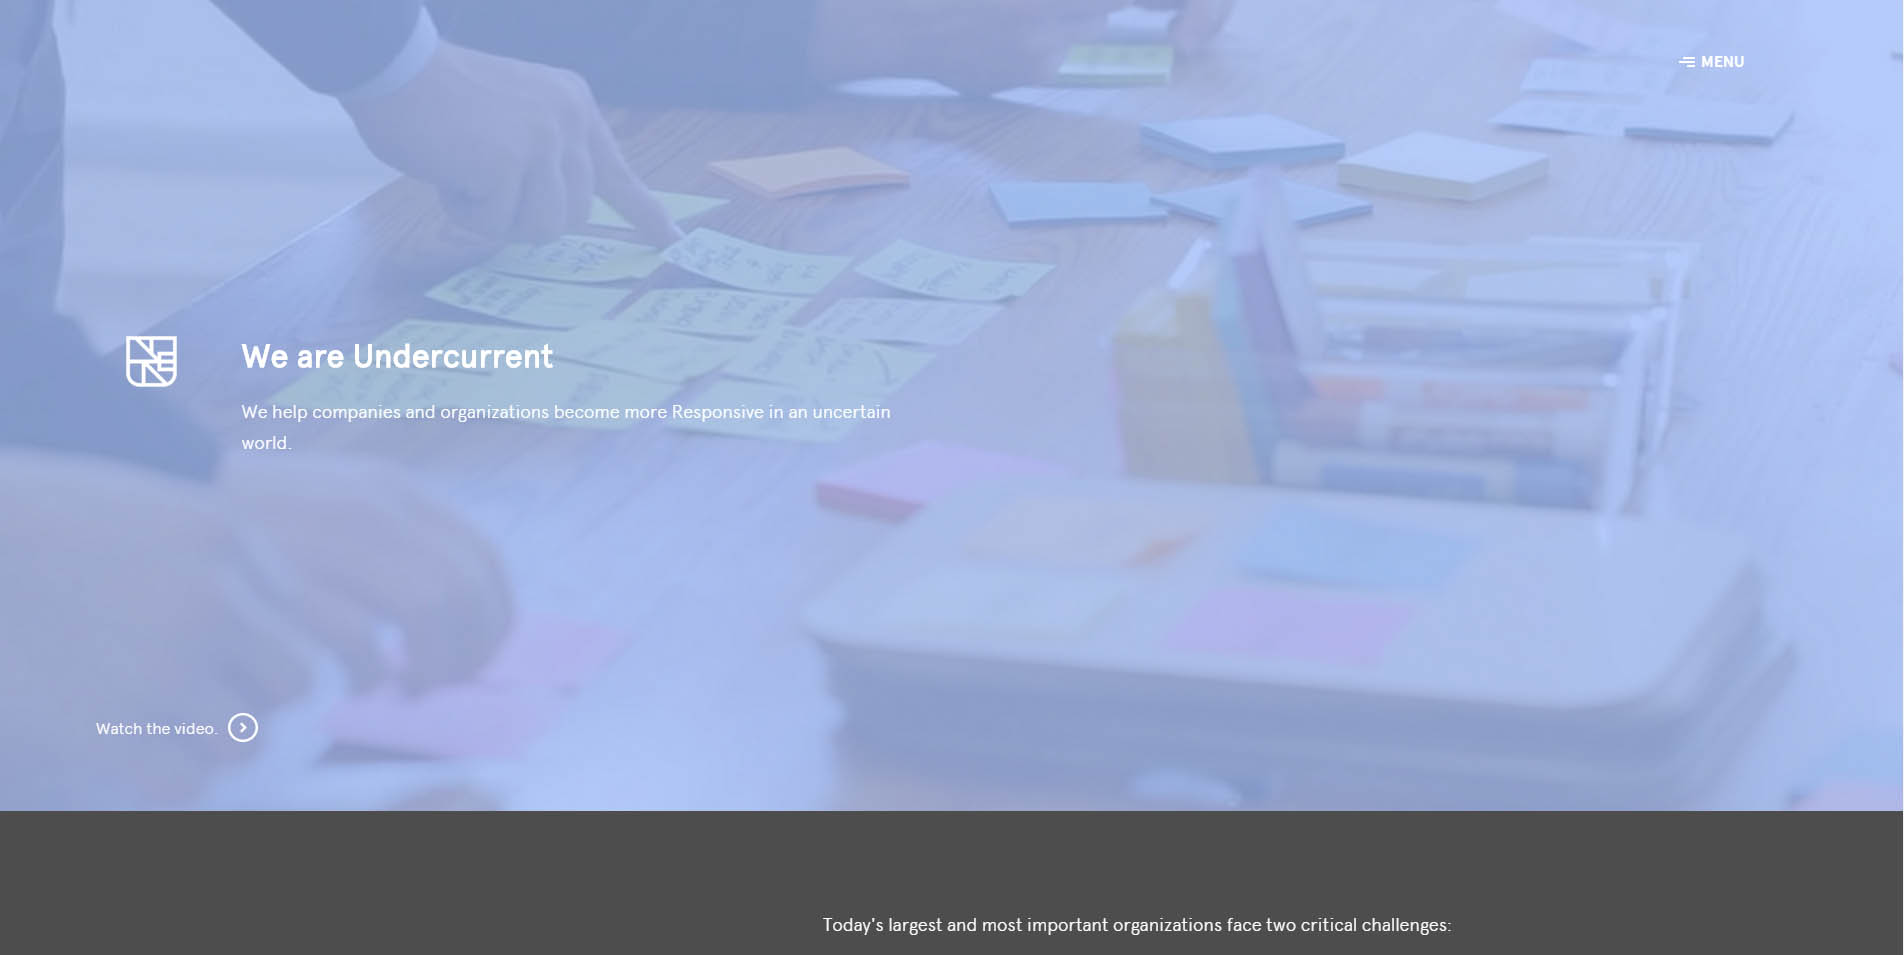 MENU
We are Undercurrent
We help companies and organizations become more Responsive in an uncertain
world.
Watch the video.
Today's largest and most important organizations face two critical challenges: